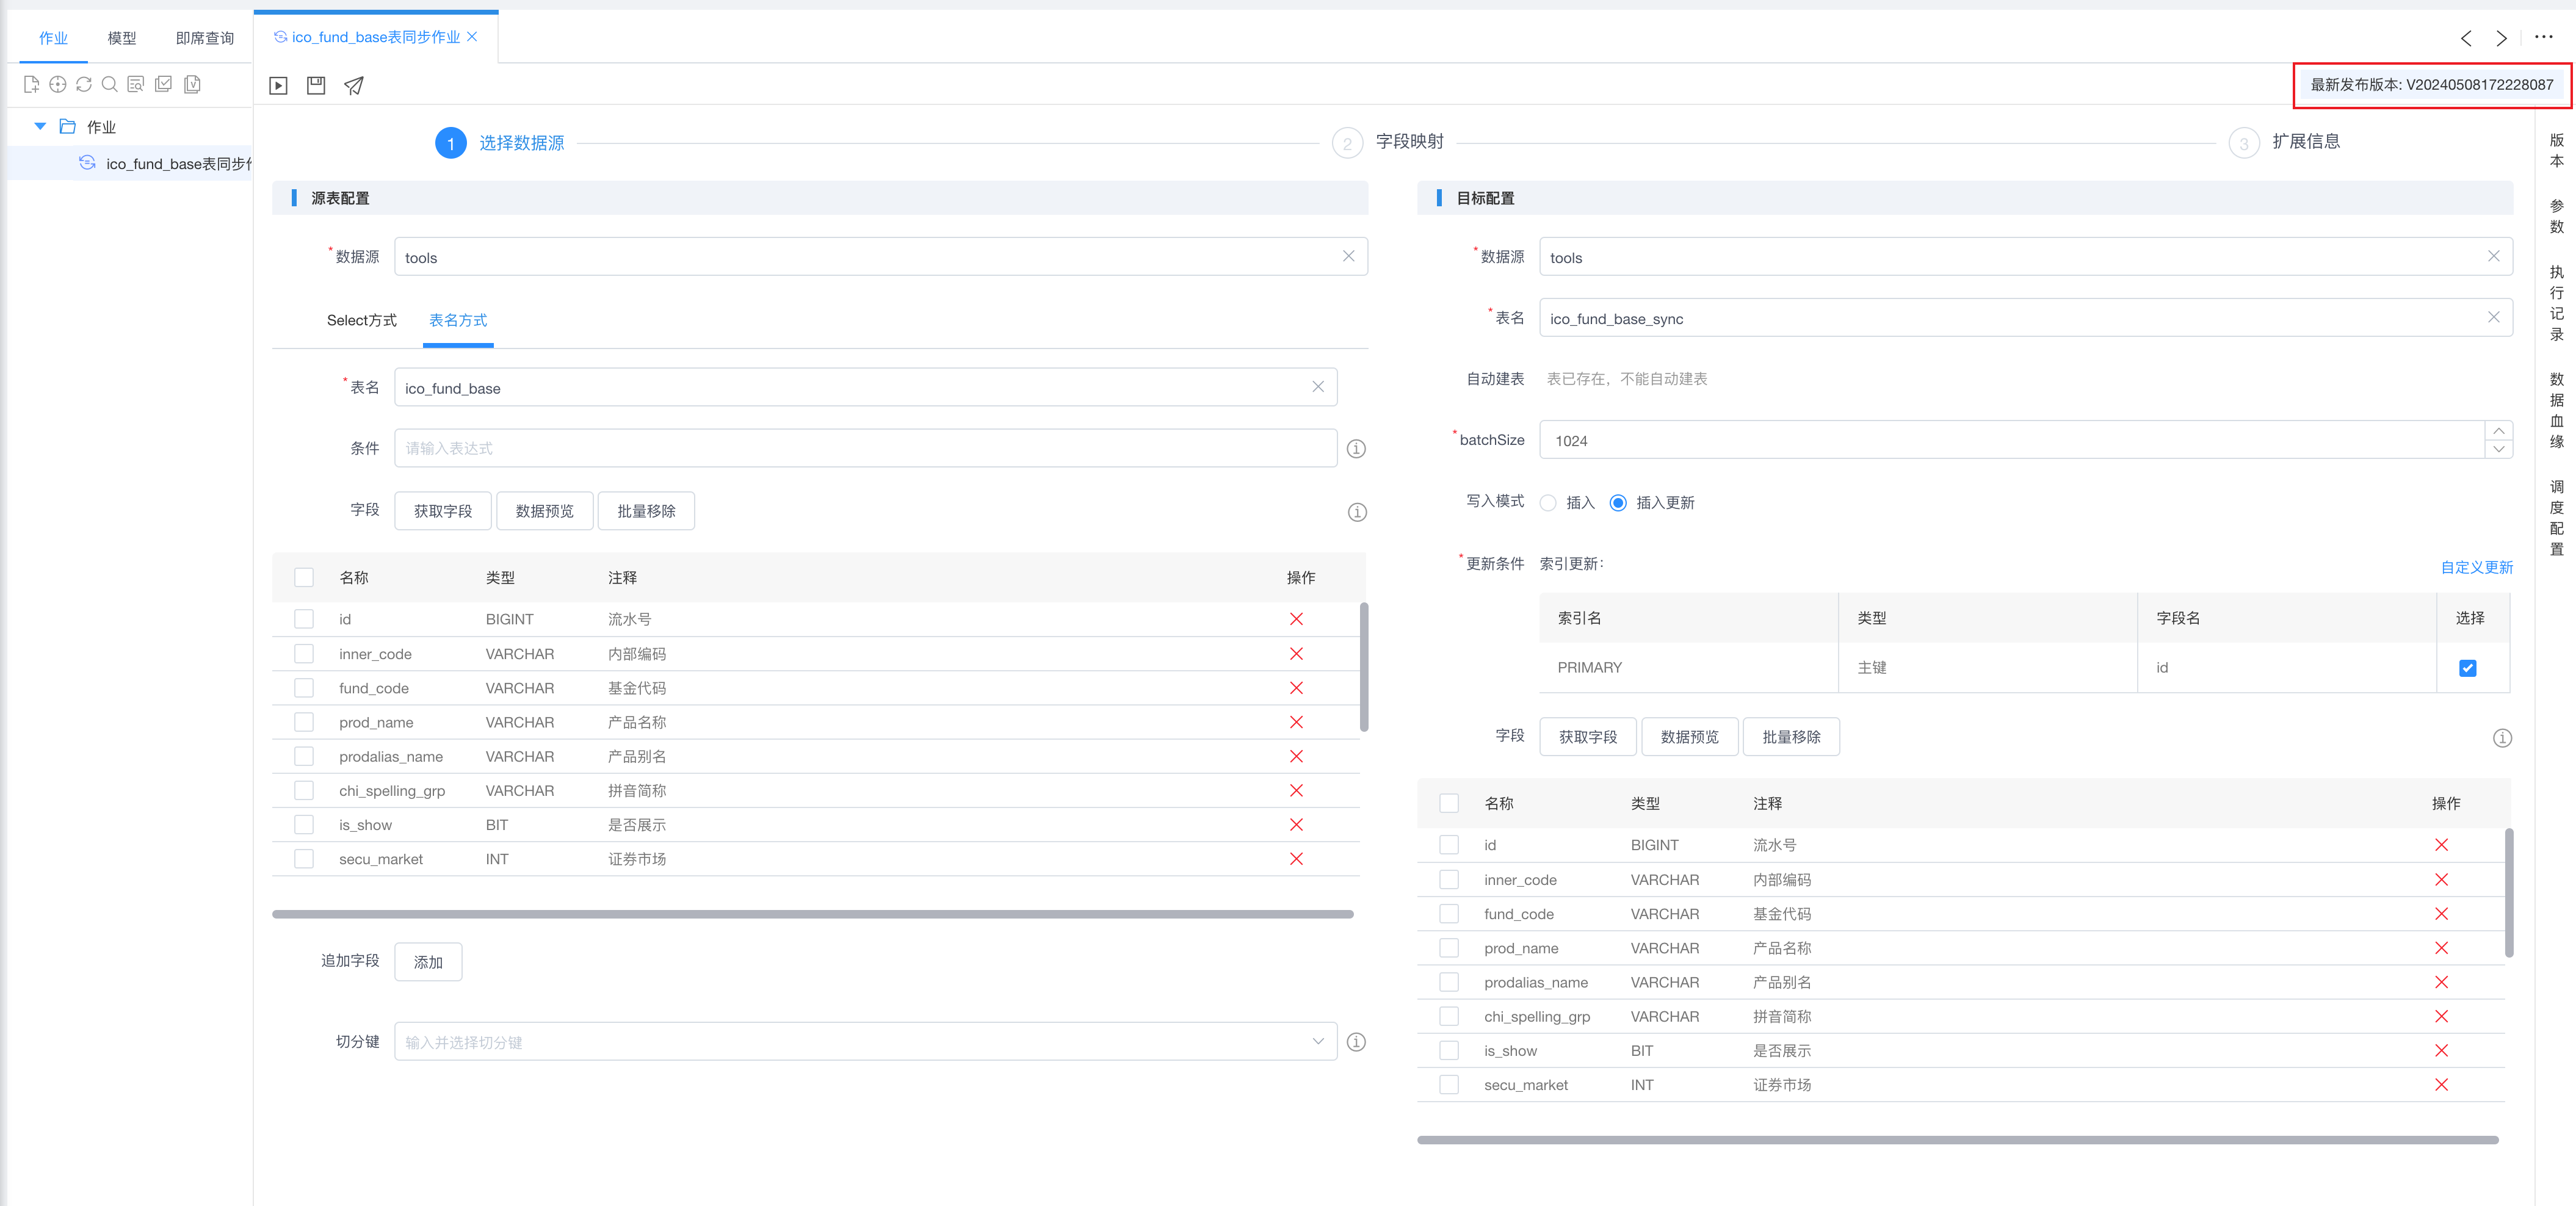 作业 模型 即席查询
ico_fund_base表同步作业
最新发布版本: V20240508172228087
作业
ico_fund_base表同步作
1 选择数据源 2 字段映射 3 扩展信息
源表配置
*数据源 tools
Select方式 表名方式
*表名 ico_fund_base
条件 请输入表达式
字段 获取字段 数据预览 批量移除
名称 类型 注释 操作
id BIGINT 流水号
inner_code VARCHAR 内部编码
fund_code VARCHAR 基金代码
prod_name VARCHAR 产品名称
prodalias_name VARCHAR 产品别名
chi_spelling_grp VARCHAR 拼音简称
is_show BIT 是否展示
secu_market INT 证券市场
追加字段 添加
切分键 输入并选择切分键
目标配置
*数据源 tools
*表名 ico_fund_base_sync
自动建表 表已存在，不能自动建表
*batchSize 1024
写入模式 插入 插入更新
*更新条件 索引更新: 自定义更新
索引名 类型 字段名 选择
PRIMARY 主键 id
字段 获取字段 数据预览 批量移除
名称 类型 注释 操作
id BIGINT 流水号
inner_code VARCHAR 内部编码
fund_code VARCHAR 基金代码
prod_name VARCHAR 产品名称
prodalias_name VARCHAR 产品别名
chi_spelling_grp VARCHAR 拼音简称
is_show BIT 是否展示
secu_market INT 证券市场
版本
参数
执行记录
数据血缘
调度配置